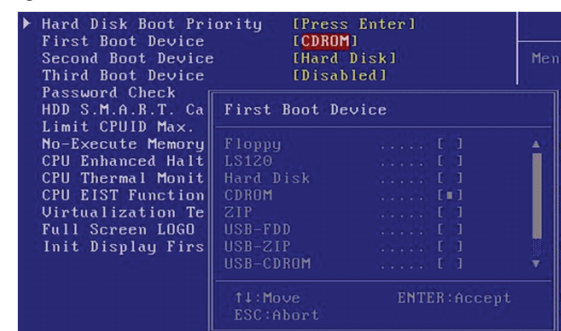 ▶ Hard Disk Boot Priority [Press Enter]
First Boot Device [CDROM]
Second Boot Device [Hard Disk]
Third Boot Device [Disabled]
Password Check
HDD S.M.A.R.T. Ca
Limit CPUID Max.
No-Execute Memory
CPU Enhanced Halt
CPU Thermal Monit
CPU EIST Function
Virtualization Te
Full Screen LOGO
Init Display Firs
Men
First Boot Device
Floppy ..... [ ]
LS120 ..... [ ]
Hard Disk ..... [ ]
CDROM ..... [■]
ZIP ..... [ ]
USB-FDD ..... [ ]
USB-ZIP ..... [ ]
USB-CDROM ..... [ ]
↑↓:Move ENTER:Accept
ESC:Abort